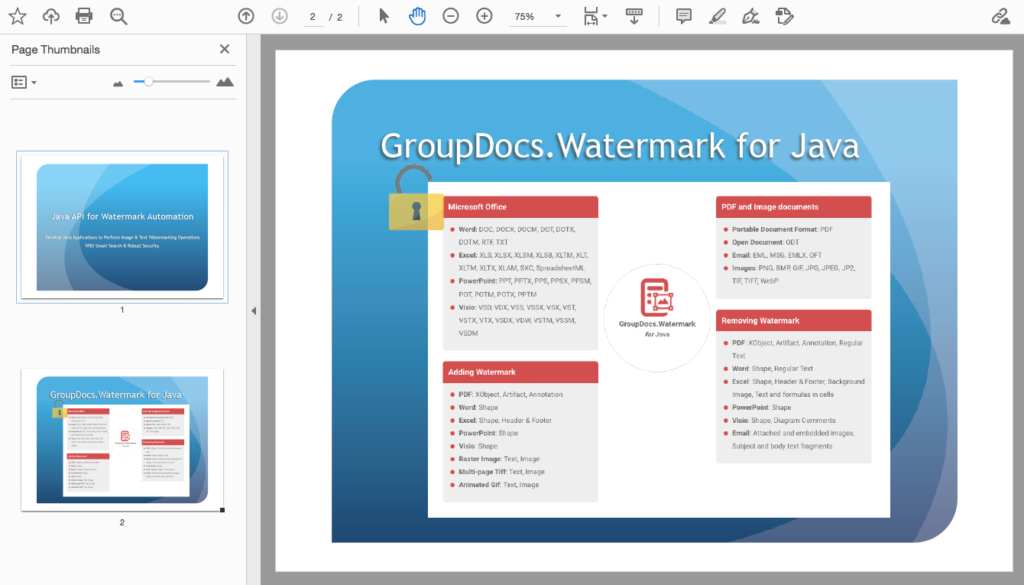 2 / 2
75%
Page Thumbnails
Java API for Watermark Automation
Develop Java Applications to Perform Image & Text Watermarking Operations
With Smart Search & Robust Security.
1
GroupDocs.Watermark for Java
2
GroupDocs.Watermark for Java
Microsoft Office
Word: DOC, DOCX, DOCM, DOT, DOTX,
DOTM, RTF, TXT
Excel: XLS, XLSX, XLSM, XLSB, XLTM, XLT,
XLTM, XLTX, XLAM, SXC, SpreadsheetML
PowerPoint: PPT, PPTX, PPS, PPSX, PPSM,
POT, POTM, POTX, PPTM
Visio: VSD, VDX, VSS, VSSX, VSX, VST,
VSTX, VTX, VSDX, VDW, VSTM, VSSM,
VSDM
Adding Watermark
PDF: XObject, Artifact, Annotation
Word: Shape
Excel: Shape, Header & Footer
PowerPoint: Shape
Visio: Shape
Raster Image: Text, Image
Multi-page Tiff: Text, Image
Animated Gif: Text, Image
GroupDocs.Watermark
for Java
PDF and Image documents
Portable Document Format: PDF
Open Document: ODT
Email: EML, MSG, EMLX, OFT
Images: PNG, BMP, GIF, JPG, JPEG, JP2,
TIF, TIFF, WebP
Removing Watermark
PDF: XObject, Artifact, Annotation, Regular
Text
Word: Shape, Regular Text
Excel: Shape, Header & Footer, Background
Image, Text and formulas in cells
PowerPoint: Shape
Visio: Shape, Diagram Comments
Email: Attached and embedded images,
Subject and body text fragments